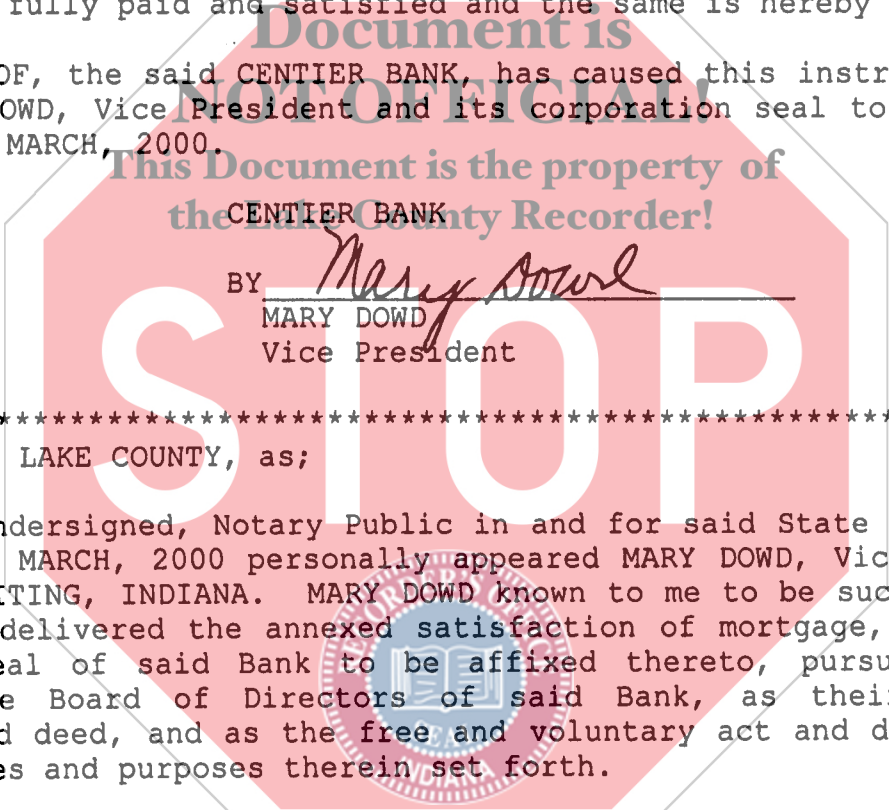 fully paid and satisfied and the same is hereby
Document is
OF, the said CENTIER BANK, has caused this instr
NOT OFFICIAL!
OWD, Vice President and its corporation seal to
MARCH, 2000.
This Document is the property of
the Lake County Recorder!
CENTIER BANK
BY Mary Dowd
MARY DOWD
Vice President
STOP
************************************************
LAKE COUNTY, as;
ndersigned, Notary Public in and for said State
MARCH, 2000 personally appeared MARY DOWD, Vic
ITING, INDIANA. MARY DOWD known to me to be suc
delivered the annexed satisfaction of mortgage,
eal of said Bank to be affixed thereto, pursu
e Board of Directors of said Bank, as thei
d deed, and as the free and voluntary act and d
es and purposes therein set forth.
SEAL
INDIANA